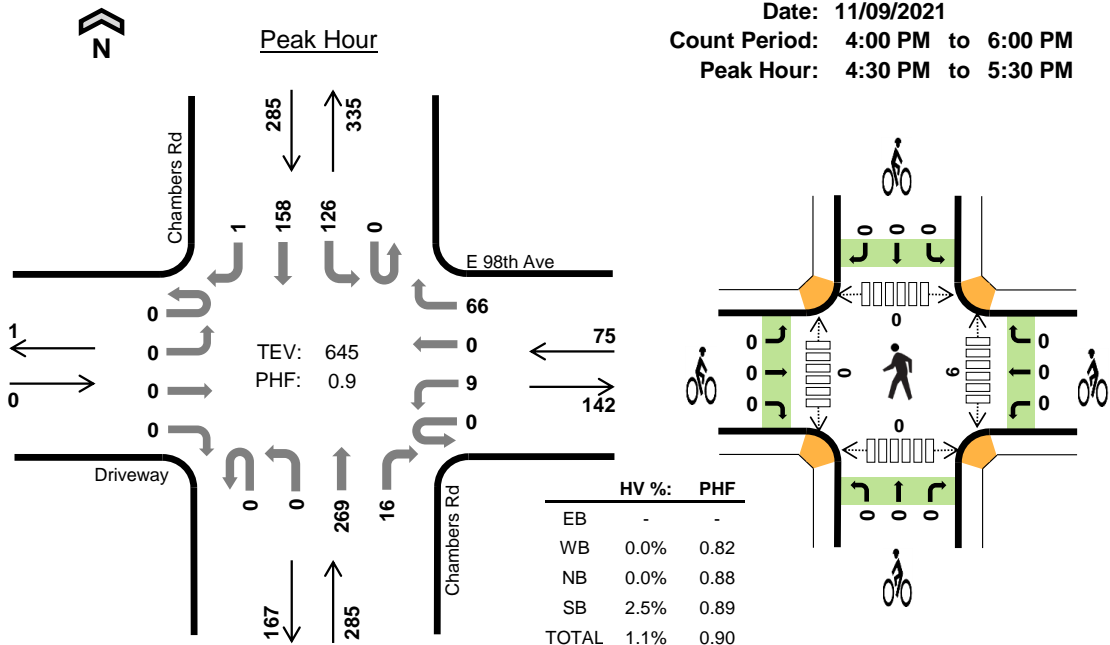 N
Peak Hour
Date: 11/09/2021
Count Period: 4:00 PM to 6:00 PM
Peak Hour: 4:30 PM to 5:30 PM
Chambers Rd
285
335
1
158
126
0
E 98th Ave
0
0
0
0
1
0
TEV: 645
PHF: 0.9
66
0
9
0
75
142
Driveway
0
0
269
16
Chambers Rd
167
285
HV %: PHF
EB - -
WB 0.0% 0.82
NB 0.0% 0.88
SB 2.5% 0.89
TOTAL 1.1% 0.90
0 0 0
0
0
0
0
0
9
0
0
0
0
0 0 0